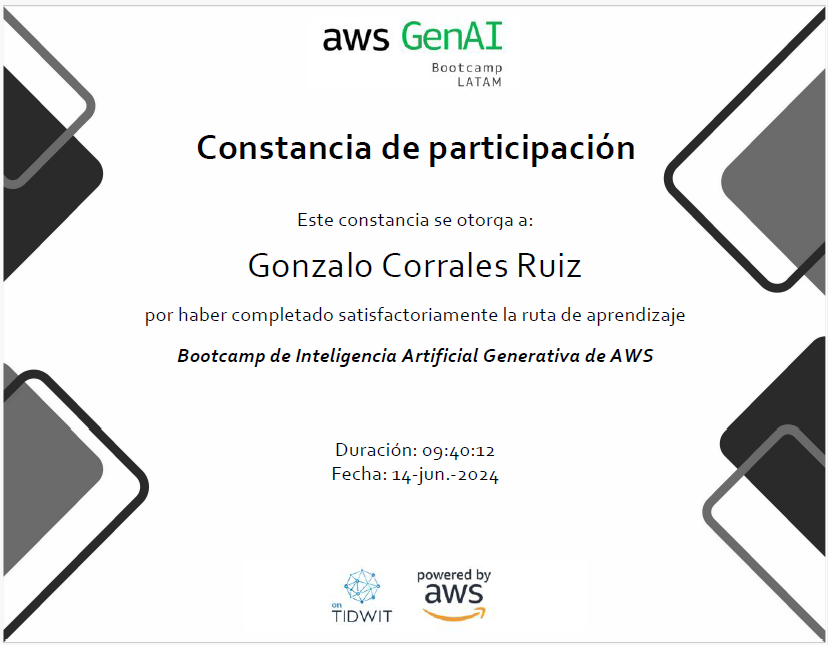 aws GenAI
Bootcamp
LATAM
Constancia de participación
Este constancia se otorga a:
Gonzalo Corrales Ruiz
por haber completado satisfactoriamente la ruta de aprendizaje
Bootcamp de Inteligencia Artificial Generativa de AWS
Duración: 09:40:12
Fecha: 14-jun.-2024
on
TIDWIT
powered by
aws